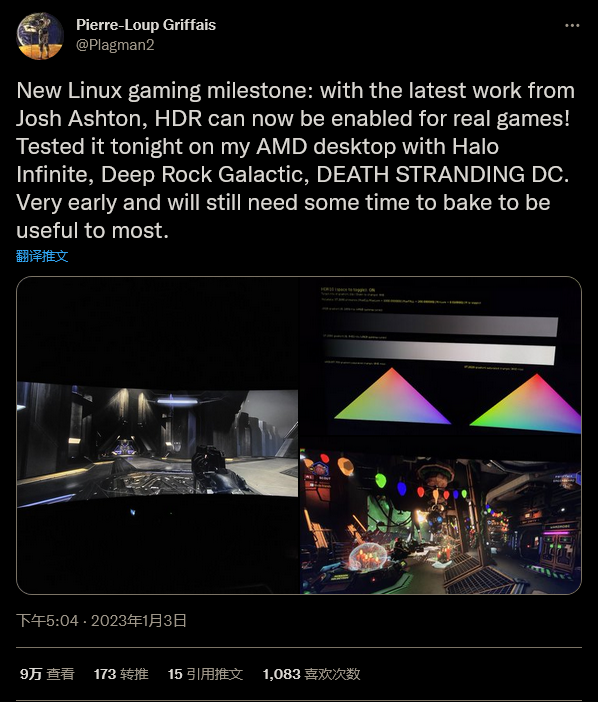 Pierre-Loup Griffais
@Plagman2
New Linux gaming milestone: with the latest work from
Josh Ashton, HDR can now be enabled for real games!
Tested it tonight on my AMD desktop with Halo
Infinite, Deep Rock Galactic, DEATH STRANDING DC.
Very early and will still need some time to bake to be
useful to most.
翻译推文
下午5:04 · 2023年1月3日
9万 查看 173 转推 15 引用推文 1,083 喜欢次数